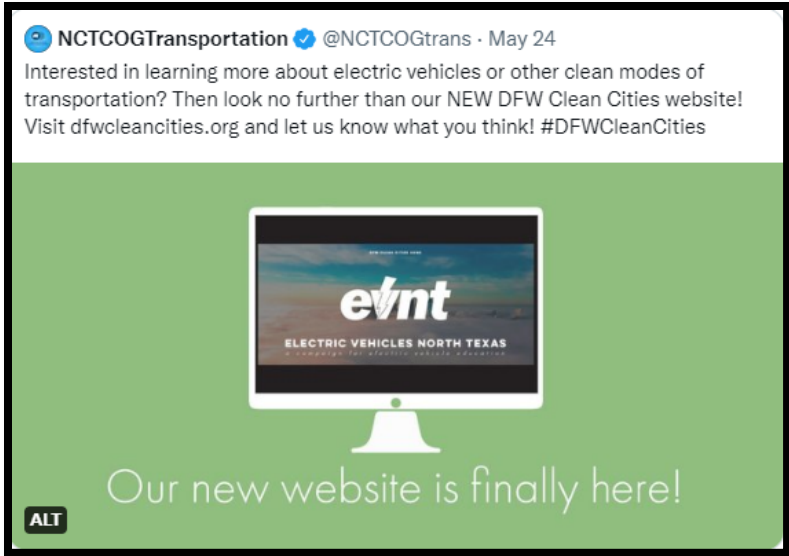 NCTCOGTransportation @NCTCOGtrans · May 24
Interested in learning more about electric vehicles or other clean modes of
transportation? Then look no further than our NEW DFW Clean Cities website!
Visit dfwcleancities.org and let us know what you think! #DFWCleanCities
evnt
ELECTRIC VEHICLES NORTH TEXAS
a campaign for electric vehicle education
Our new website is finally here!
ALT